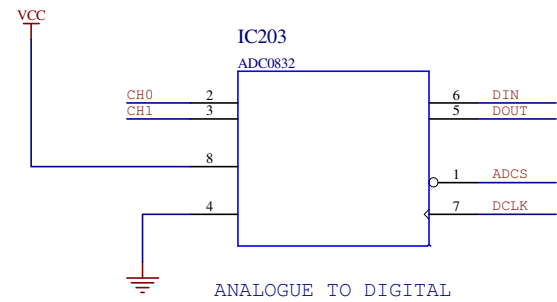 VCC
IC203
ADC0832
CH0 2 6 DIN
CH1 3 5 DOUT
8
1 ADCS
4 7 DCLK
ANALOGUE TO DIGITAL